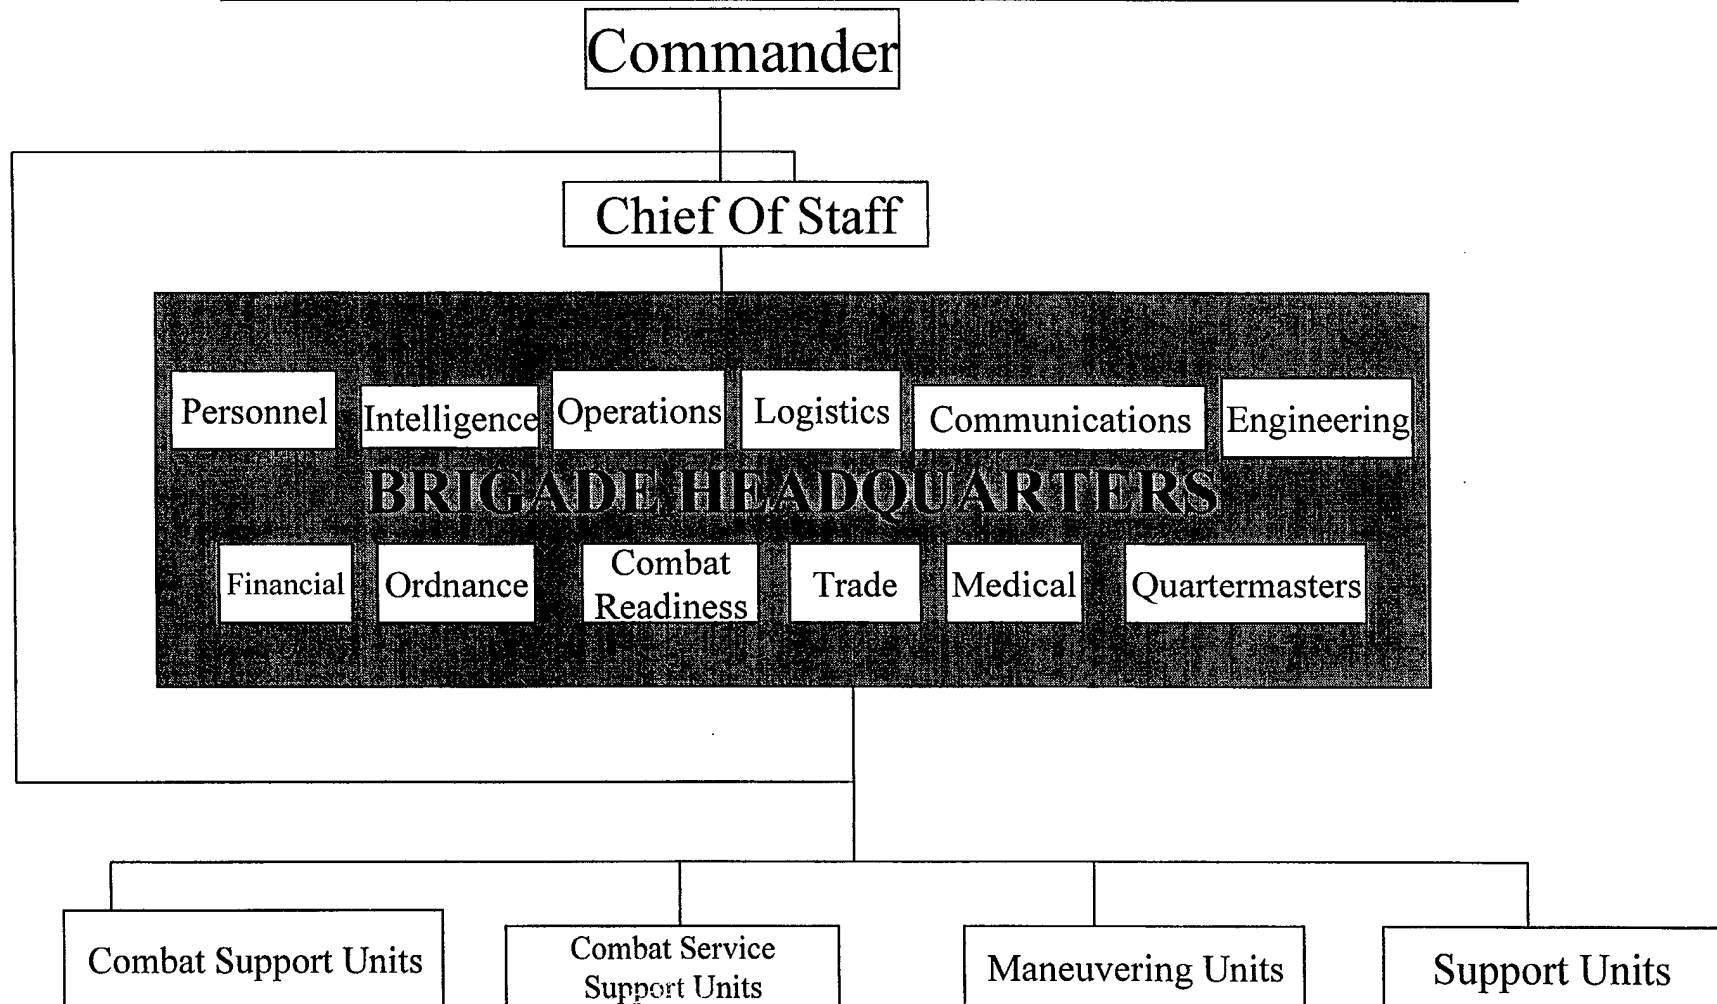 Commander
Chief Of Staff
Personnel
Intelligence
Operations
Logistics
Communications
Engineering
BRIGADE HEADQUARTERS
Financial
Ordnance
Combat
Readiness
Trade
Medical
Quartermasters
Combat Support Units
Combat Service
Support Units
Maneuvering Units
Support Units